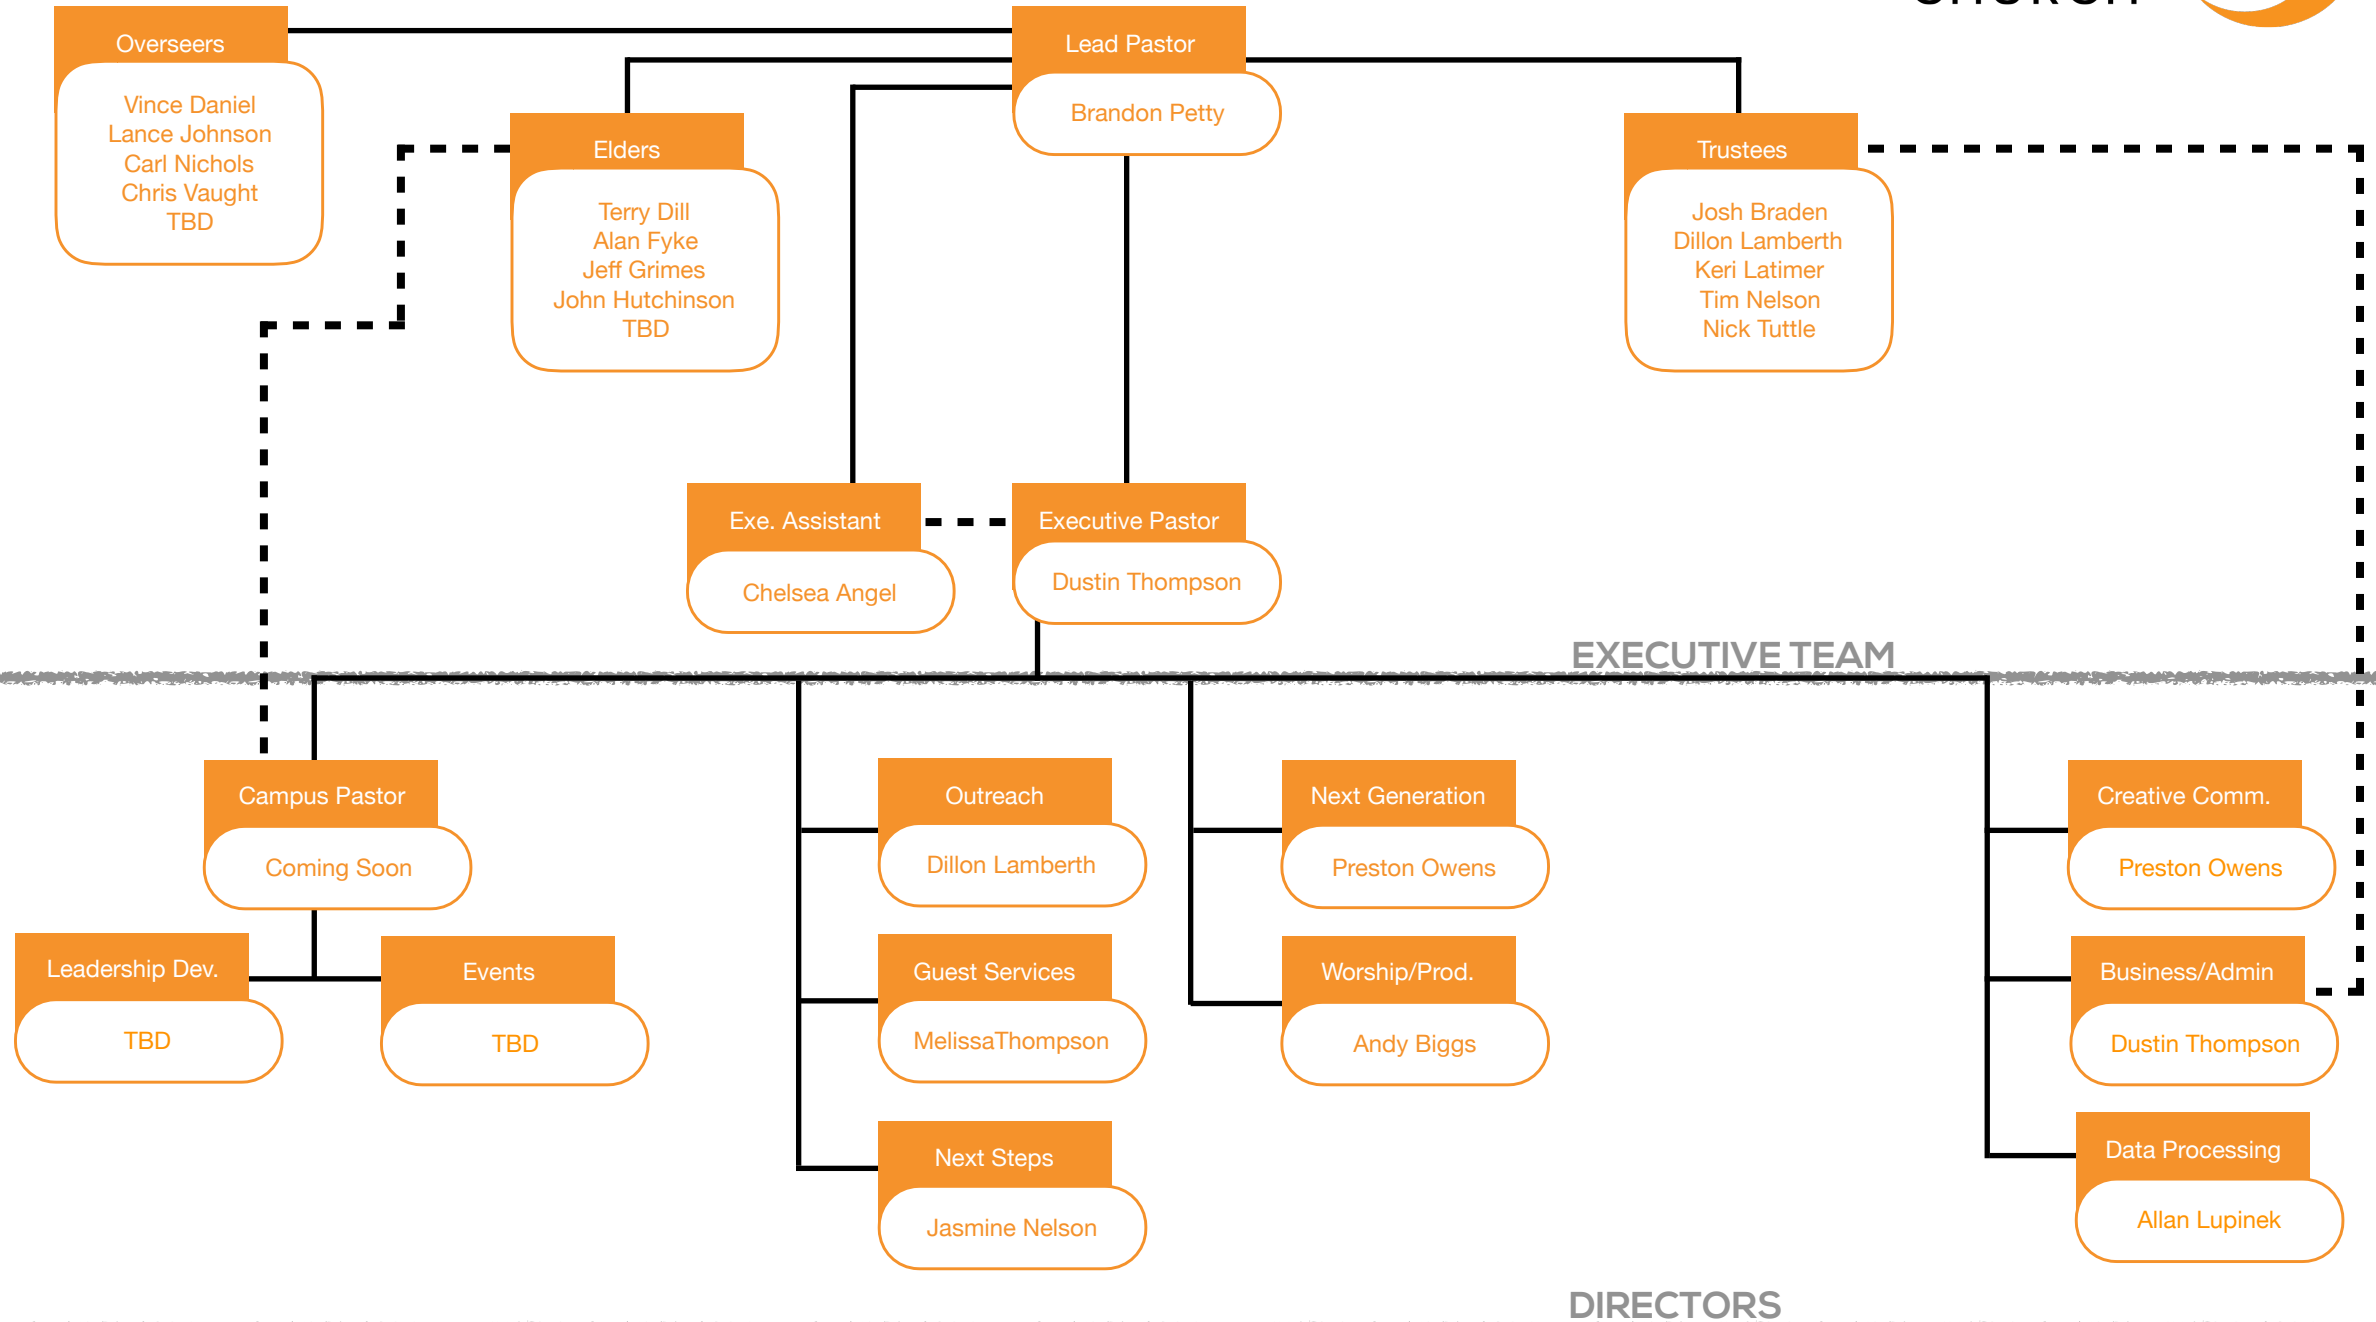 CHURCH
Overseers
Vince Daniel
Lance Johnson
Carl Nichols
Chris Vaught
TBD
Lead Pastor
Brandon Petty
Elders
Terry Dill
Alan Fyke
Jeff Grimes
John Hutchinson
TBD
Trustees
Josh Braden
Dillon Lamberth
Keri Latimer
Tim Nelson
Nick Tuttle
Exe. Assistant
Chelsea Angel
Executive Pastor
Dustin Thompson
EXECUTIVE TEAM
Campus Pastor
Coming Soon
Leadership Dev.
TBD
Events
TBD
Outreach
Dillon Lamberth
Guest Services
MelissaThompson
Next Steps
Jasmine Nelson
Next Generation
Preston Owens
Worship/Prod.
Andy Biggs
Creative Comm.
Preston Owens
Business/Admin
Dustin Thompson
Data Processing
Allan Lupinek
DIRECTORS